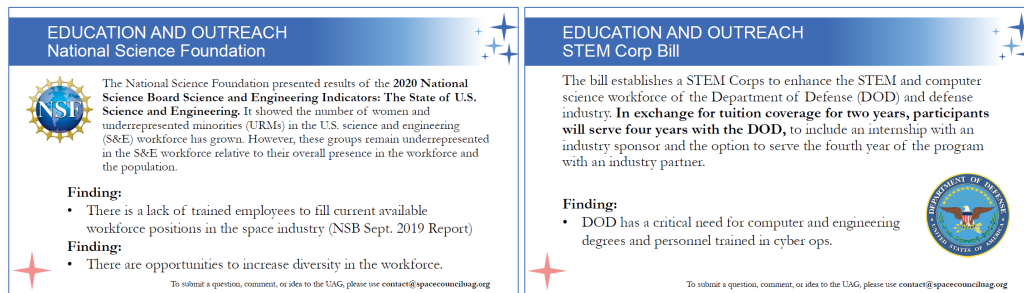 EDUCATION AND OUTREACH
National Science Foundation
NSF
The National Science Foundation presented results of the 2020 National
Science Board Science and Engineering Indicators: The State of U.S.
Science and Engineering. It showed the number of women and
underrepresented minorities (URMs) in the U.S. science and engineering
(S&E) workforce has grown. However, these groups remain underrepresented
in the S&E workforce relative to their overall presence in the workforce and
the population.
Finding:
• There is a lack of trained employees to fill current available
workforce positions in the space industry (NSB Sept. 2019 Report)
Finding:
• There are opportunities to increase diversity in the workforce.
To submit a question, comment, or idea to the UAG, please use contact@spacecounciluag.org
EDUCATION AND OUTREACH
STEM Corp Bill
The bill establishes a STEM Corps to enhance the STEM and computer
science workforce of the Department of Defense (DOD) and defense
industry. In exchange for tuition coverage for two years, participants
will serve four years with the DOD, to include an internship with an
industry sponsor and the option to serve the fourth year of the program
with an industry partner.
Finding:
• DOD has a critical need for computer and engineering
degrees and personnel trained in cyber ops.
DEPARTMENT OF DEFENSE
UNITED STATES OF AMERICA
To submit a question, comment, or idea to the UAG, please use contact@spacecounciluag.org